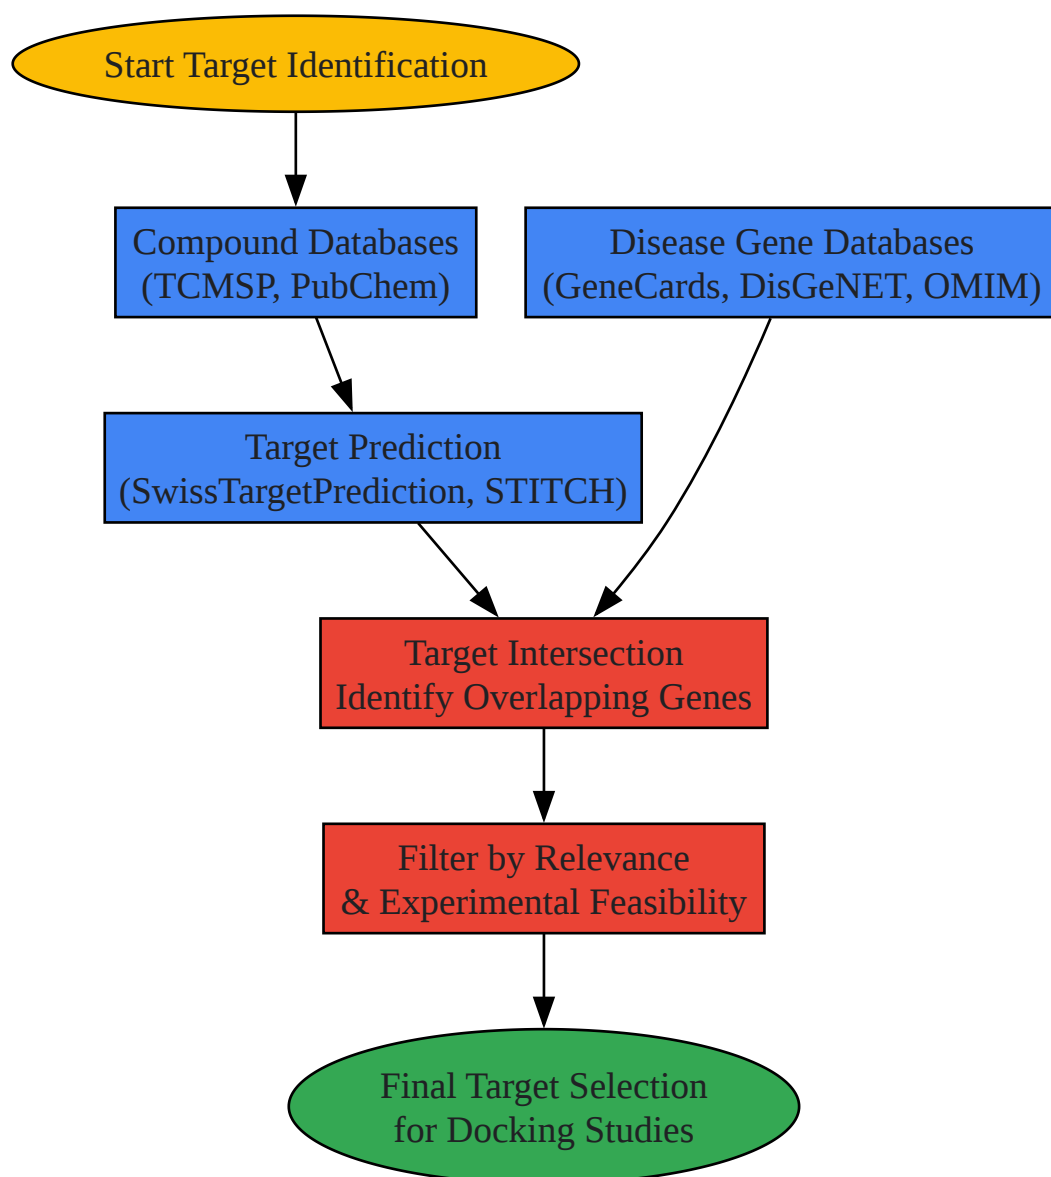 Start Target Identification
Compound Databases
(TCMSP, PubChem)
Disease Gene Databases
(GeneCards, DisGeNET, OMIM)
Target Prediction
(SwissTargetPrediction, STITCH)
Target Intersection
Identify Overlapping Genes
Filter by Relevance
& Experimental Feasibility
Final Target Selection
for Docking Studies